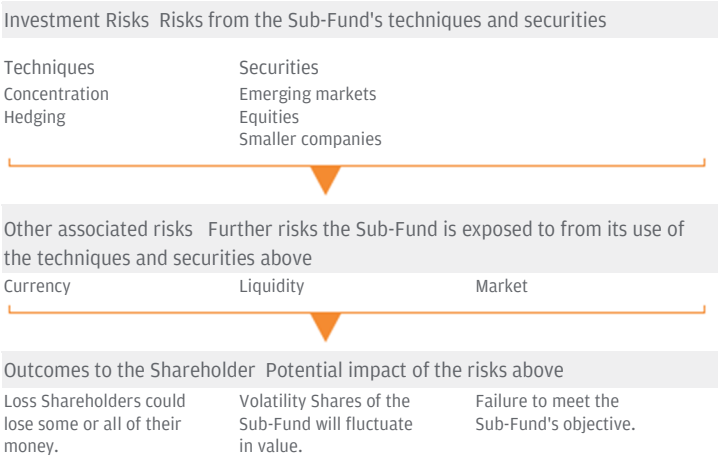 Investment Risks Risks from the Sub-Fund's techniques and securities
Techniques
Concentration
Hedging
Securities
Emerging markets
Equities
Smaller companies
Other associated risks Further risks the Sub-Fund is exposed to from its use of
the techniques and securities above
Currency
Liquidity
Market
Outcomes to the Shareholder Potential impact of the risks above
Loss Shareholders could
lose some or all of their
money.
Volatility Shares of the
Sub-Fund will fluctuate
in value.
Failure to meet the
Sub-Fund's objective.